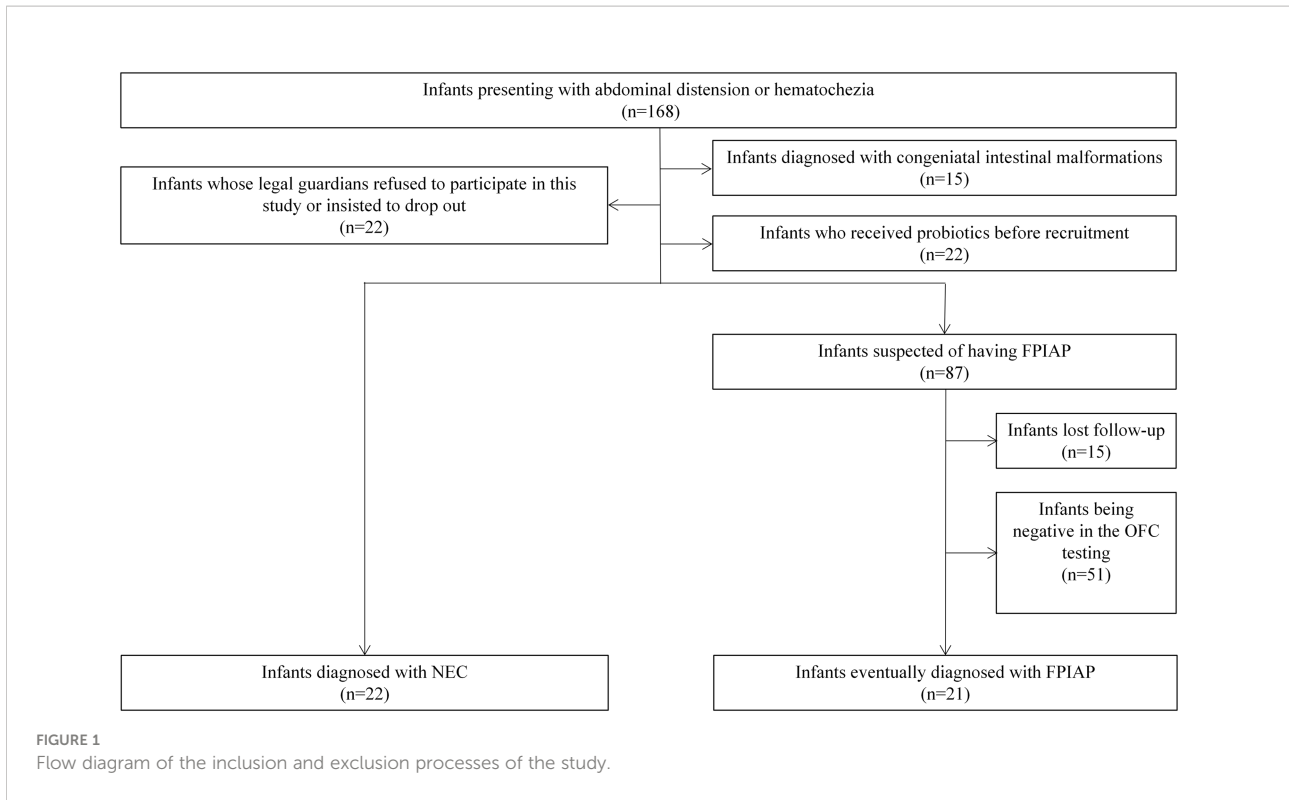 Infants presenting with abdominal distension or hematochezia
(n=168)
Infants diagnosed with congeniatal intestinal malformations
(n=15)
Infants whose legal guardians refused to participate in this
study or insisted to drop out
(n=22)
Infants who received probiotics before recruitment
(n=22)
Infants suspected of having FPIAP
(n=87)
Infants lost follow-up
(n=15)
Infants being
negative in the OFC
testing
(n=51)
Infants diagnosed with NEC
(n=22)
Infants eventually diagnosed with FPIAP
(n=21)
FIGURE 1
Flow diagram of the inclusion and exclusion processes of the study.